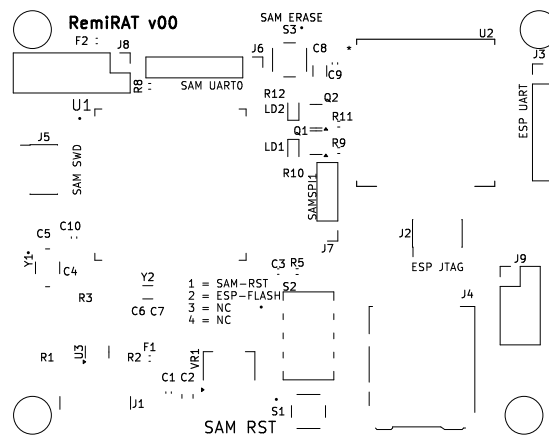 RemiRAT v00
SAM ERASE
S3
F2
J8
J6
C8
U2
J3
C9
*
R8
SAM UART0
R12
Q2
LD2
U1
R11
ESP UART
Q1
J5
LD1
R9
SAM SWD
R10
SAMSPI1
C10
C5
J2
J7
Y1
C4
C3
R5
ESP JTAG
J9
Y2
1 = SAM-RST
2 = ESP-FLASH
3 = NC
4 = NC
S2
R3
J4
C6
C7
R1
U3
R2
F1
VR1
C1
C2
J1
S1
SAM RST